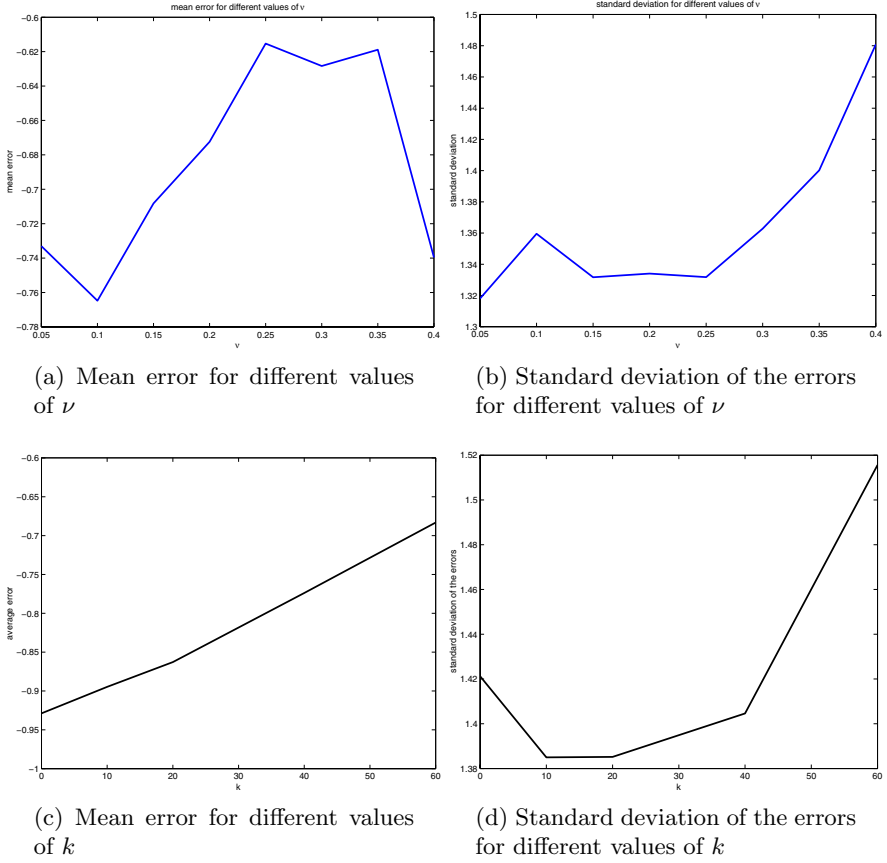 mean error for different values of ν
-0.6
-0.62
-0.64
-0.66
-0.68
-0.7
-0.72
-0.74
-0.76
-0.78
mean error
0.05 0.1 0.15 0.2 0.25 0.3 0.35 0.4
ν
(a) Mean error for different values
of ν
standard deviation for different values of ν
1.5
1.48
1.46
1.44
1.42
1.4
1.38
1.36
1.34
1.32
1.3
standard deviation
0.05 0.1 0.15 0.2 0.25 0.3 0.35 0.4
ν
(b) Standard deviation of the errors
for different values of ν
-0.6
-0.65
-0.7
-0.75
-0.8
-0.85
-0.9
-0.95
-1
average error
0 10 20 30 40 50 60
k
(c) Mean error for different values
of k
1.52
1.5
1.48
1.46
1.44
1.42
1.4
1.38
standard deviation of the errors
0 10 20 30 40 50 60
k
(d) Standard deviation of the errors
for different values of k